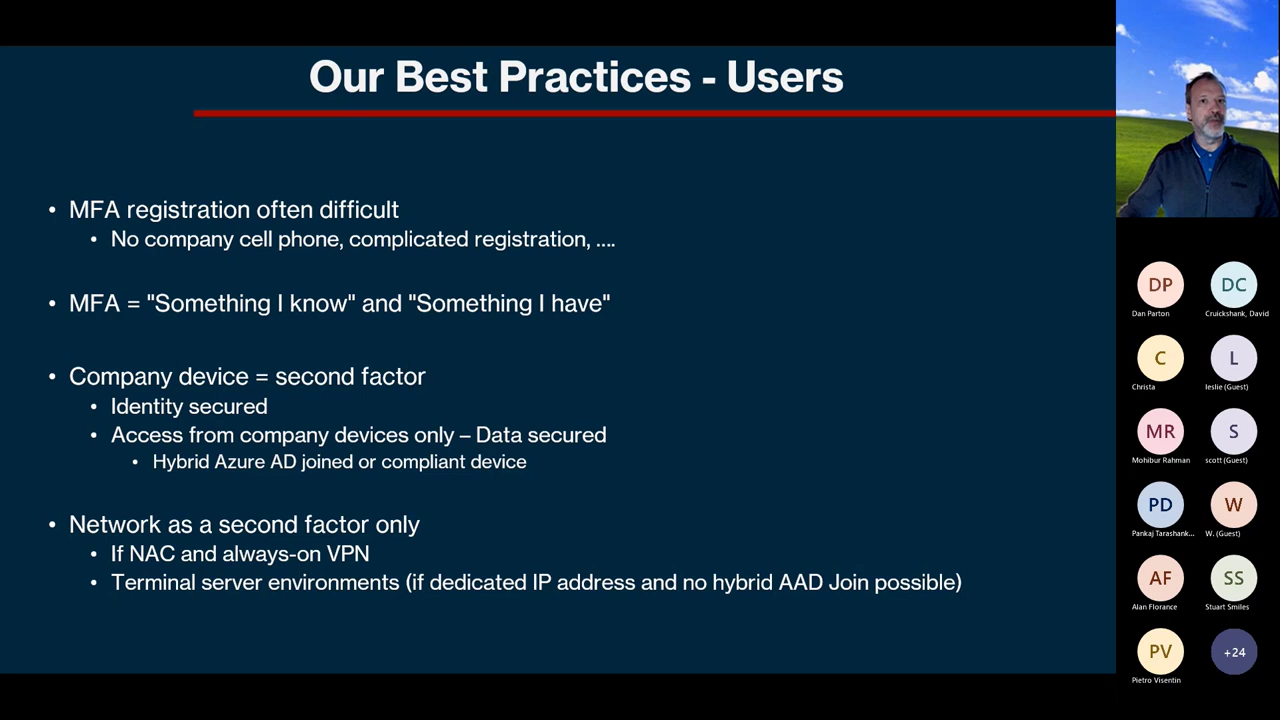 Our Best Practices - Users
• MFA registration often difficult
• No company cell phone, complicated registration, ....
• MFA = "Something I know" and "Something I have"
• Company device = second factor
• Identity secured
• Access from company devices only – Data secured
• Hybrid Azure AD joined or compliant device
• Network as a second factor only
• If NAC and always-on VPN
• Terminal server environments (if dedicated IP address and no hybrid AAD Join possible)
DP DC
Dan Parton Cruickshank, David
C L
Christa leslie (Guest)
MR S
Mohibur Rahman scott (Guest)
PD W
Pankaj Tarashank... W. (Guest)
AF SS
Alan Florance Stuart Smiles
PV +24
Pietro Visentin